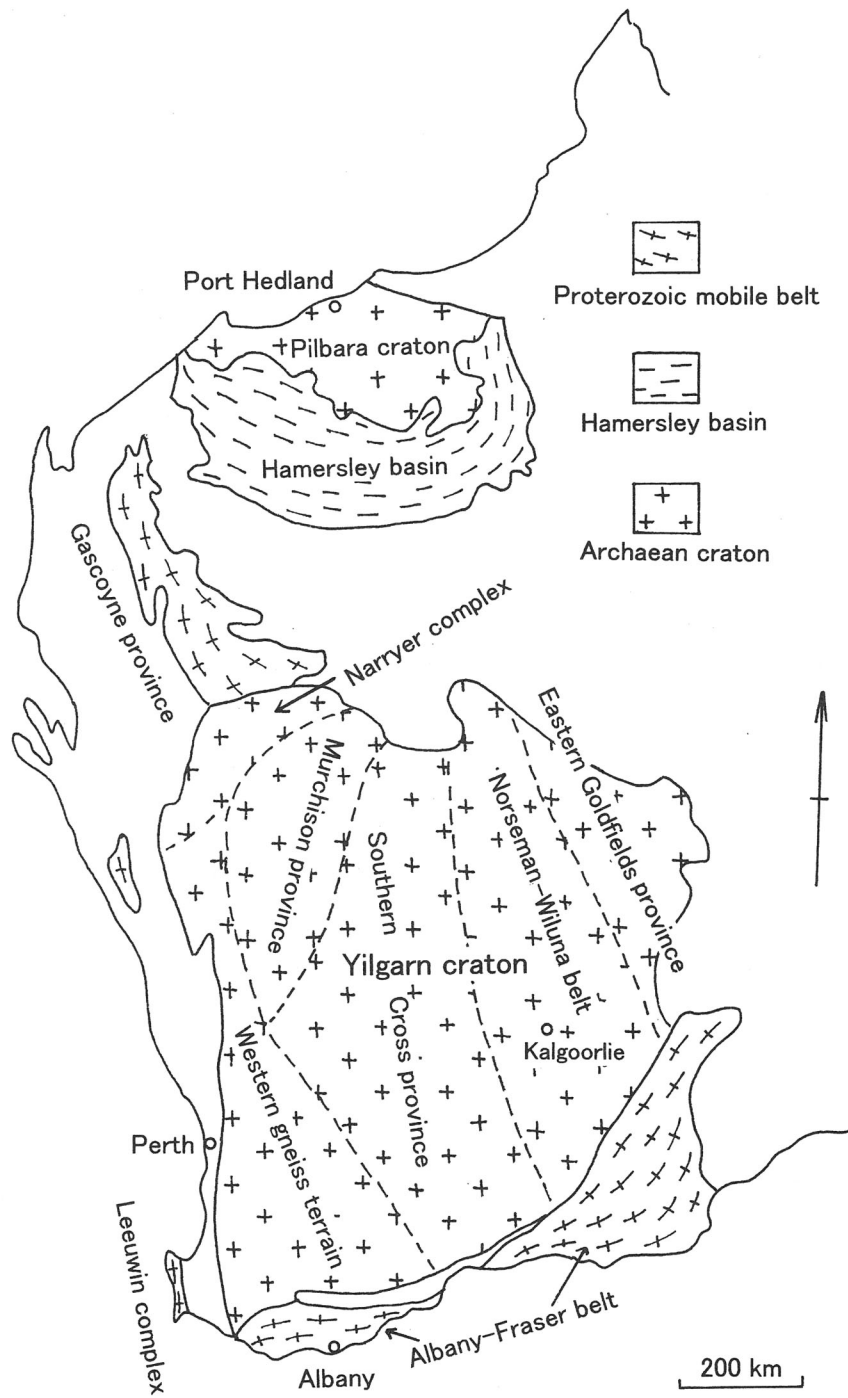 Port Hedland
Proterozoic mobile belt
Pilbara craton
Hamersley basin
Hamersley basin
Archaean craton
Gascoyne province
Narryer complex
Murchison province
Southern
Cross province
Norseman-Wiluna belt
Eastern Goldfields province
Yilgarn craton
Kalgoorlie
Western gneiss terrain
Perth
Leeuwin complex
Albany-Fraser belt
Albany
200 km